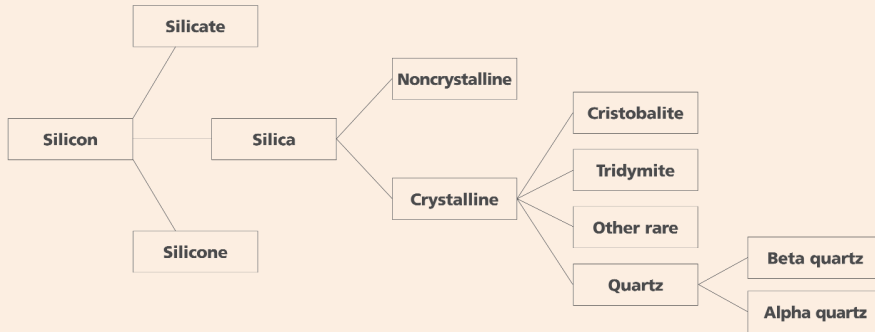 Silicate
Noncrystalline
Cristobalite
Silicon
Silica
Tridymite
Crystalline
Other rare
Silicone
Beta quartz
Quartz
Alpha quartz